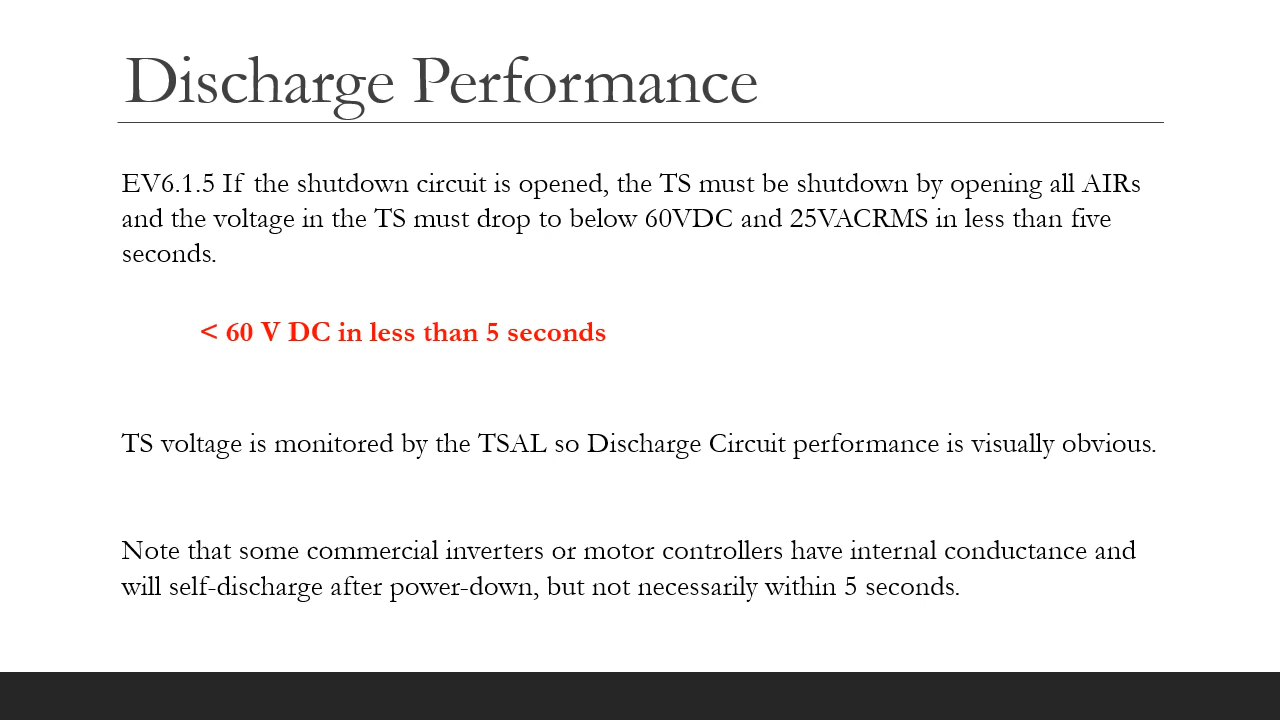 Discharge Performance
EV6.1.5 If the shutdown circuit is opened, the TS must be shutdown by opening all AIRs
and the voltage in the TS must drop to below 60VDC and 25VACRMS in less than five
seconds.
< 60 V DC in less than 5 seconds
TS voltage is monitored by the TSAL so Discharge Circuit performance is visually obvious.
Note that some commercial inverters or motor controllers have internal conductance and
will self-discharge after power-down, but not necessarily within 5 seconds.